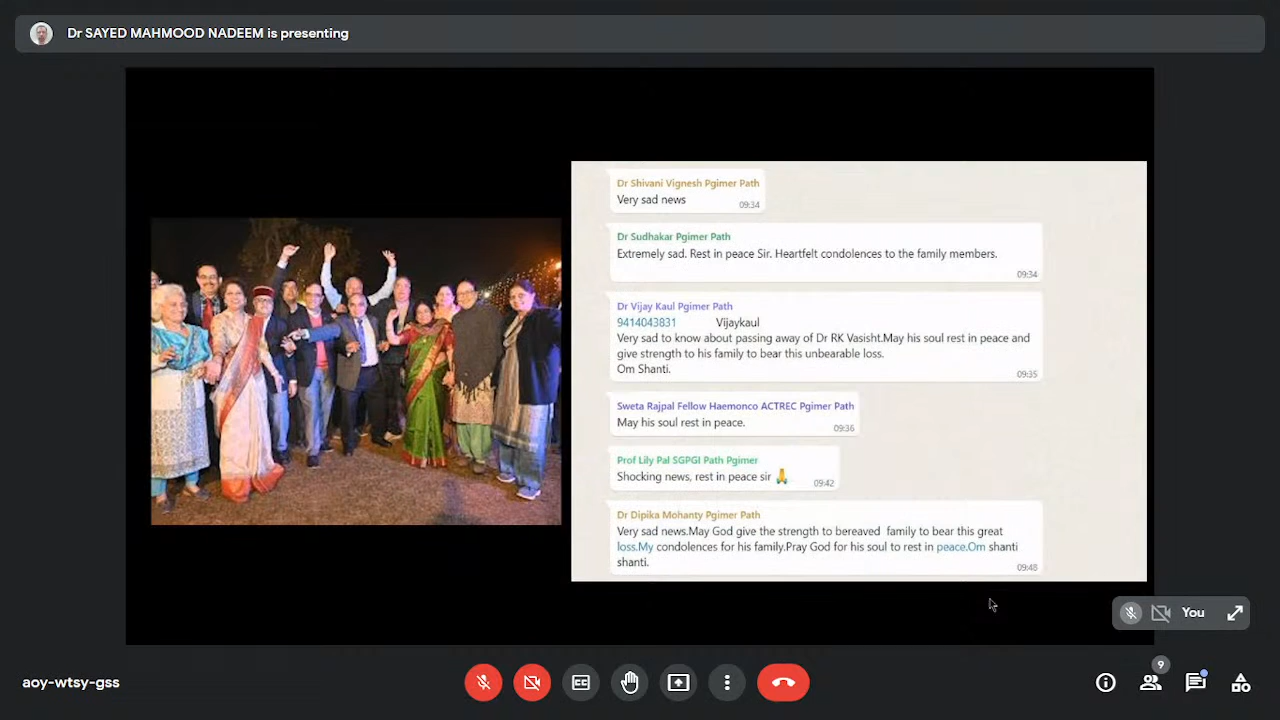 Dr SAYED MAHMOOD NADEEM is presenting
Dr Shivani Vignesh Pgimer Path
Very sad news
09:34
Dr Sudhakar Pgimer Path
Extremely sad. Rest in peace Sir. Heartfelt condolences to the family members.
09:34
Dr Vijay Kaul Pgimer Path
9414043831 Vijaykaul
Very sad to know about passing away of Dr RK Vasisht.May his soul rest in peace and
give strength to his family to bear this unbearable loss.
Om Shanti.
09:35
Sweta Rajpal Fellow Haemonco ACTREC Pgimer Path
May his soul rest in peace.
09:36
Prof Lily Pal SGPGI Path Pgimer
Shocking news, rest in peace sir 🙏
09:42
Dr Dipika Mohanty Pgimer Path
Very sad news.May God give the strength to bereaved family to bear this great
loss.My condolences for his family.Pray God for his soul to rest in peace.Om shanti
shanti.
09:48
You
aoy-wtsy-gss
CC
9